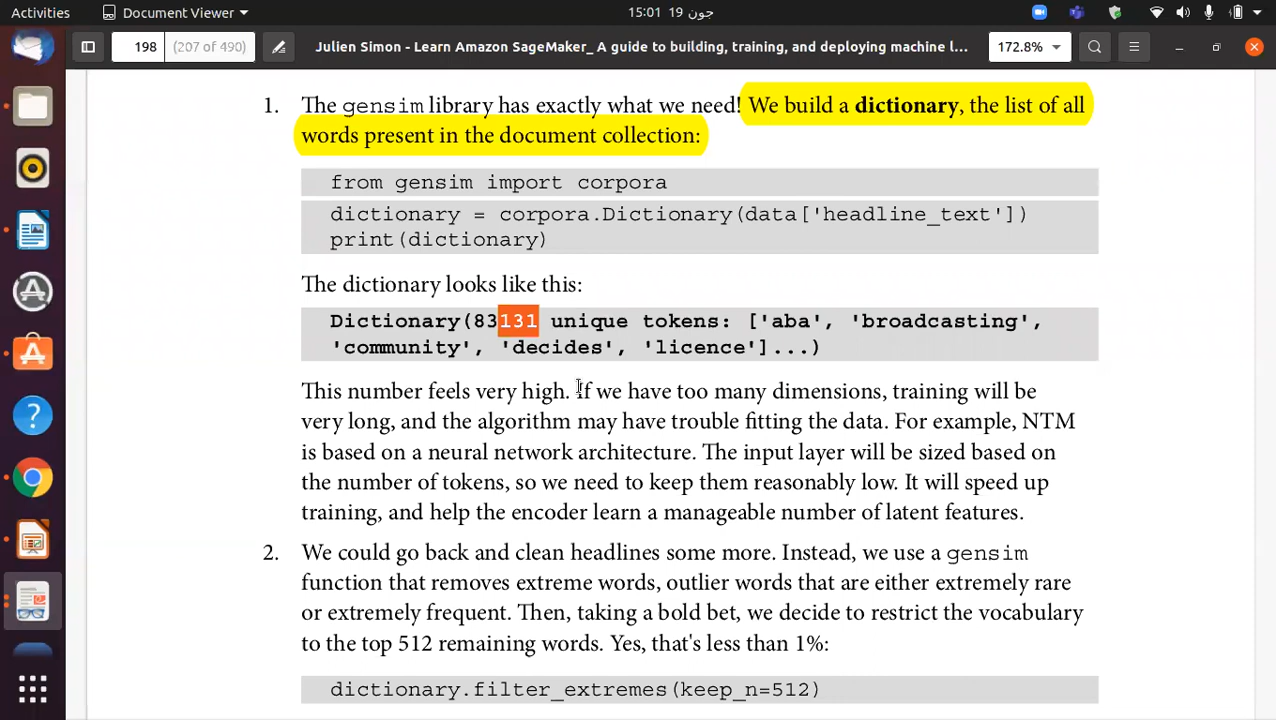 Activities
Document Viewer
15:01 19 جون
198
(207 of 490)
Julien Simon - Learn Amazon SageMaker_ A guide to building, training, and deploying machine l...
172.8%
1. The gensim library has exactly what we need! We build a dictionary, the list of all
words present in the document collection:
from gensim import corpora
dictionary = corpora.Dictionary(data['headline_text'])
print(dictionary)
The dictionary looks like this:
Dictionary(83131 unique tokens: ['aba', 'broadcasting',
'community', 'decides', 'licence']...)
This number feels very high. If we have too many dimensions, training will be
very long, and the algorithm may have trouble fitting the data. For example, NTM
is based on a neural network architecture. The input layer will be sized based on
the number of tokens, so we need to keep them reasonably low. It will speed up
training, and help the encoder learn a manageable number of latent features.
2. We could go back and clean headlines some more. Instead, we use a gensim
function that removes extreme words, outlier words that are either extremely rare
or extremely frequent. Then, taking a bold bet, we decide to restrict the vocabulary
to the top 512 remaining words. Yes, that's less than 1%:
dictionary.filter_extremes(keep_n=512)